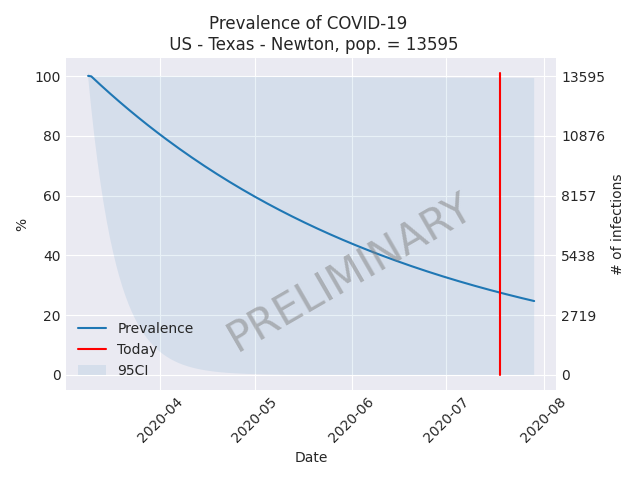 Prevalence of COVID-19
US - Texas - Newton, pop. = 13595
100
80
60
40
20
0
%
13595
10876
8157
5438
2719
0
# of infections
PRELIMINARY
Prevalence
Today
95CI
2020-04
2020-05
2020-06
2020-07
2020-08
Date